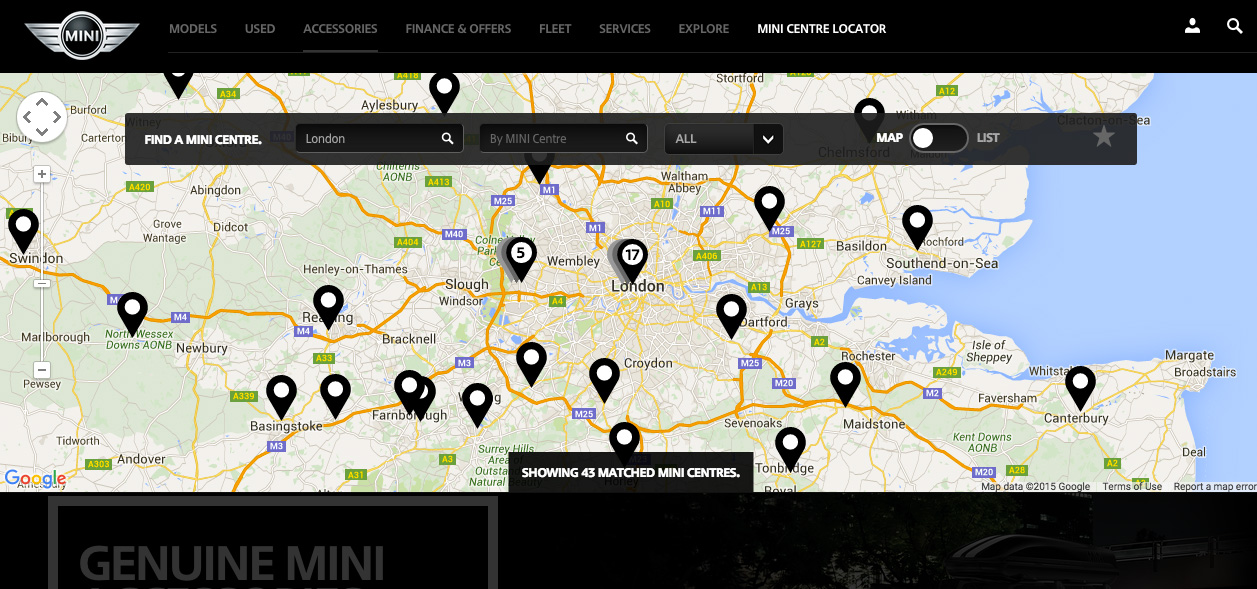 MINI
MODELS USED ACCESSORIES FINANCE & OFFERS FLEET SERVICES EXPLORE MINI CENTRE LOCATOR
A418
Stortford
A34
A12
Aylesbury
Burford
Witham
Clacton-on-Sea
FIND A MINI CENTRE. London By MINI Centre ALL MAP LIST
Chelmsford
Chilterns
AONB
Waltham
Abbey
A420
Abingdon
A413
M1
M25
A10
M11
Grove
Wantage
Didcot
M40
M1
M25
A404
A127
Basildon
Rochford
Swindon
Henley-on-Thames
5
17
Wembley
A406
Southend-on-Sea
Canvey Island
Slough
Windsor
London
A4
A13
Grays
M4
M4
Reading
M4
Dartford
Marlborough
North Wessex
Downs AONB
Newbury
Bracknell
A2
Isle of
Sheppey
A33
M3
Croydon
M25
Rochester
Margate
Broadstairs
Pewsey
A339
M20
A249
M2
Faversham
Basingstoke
Farnborough
M25
Sevenoaks
Maidstone
Canterbury
Tidworth
M3
Kent Downs
AONB
Andover
A303
A31
A3
Surrey Hills
Area of
Outstanding
Natural Beauty
Tonbridge
Deal
A2
A28
M20
Royal
SHOWING 43 MATCHED MINI CENTRES.
Google
Map data ©2015 Google Terms of Use Report a map error
GENUINE MINI